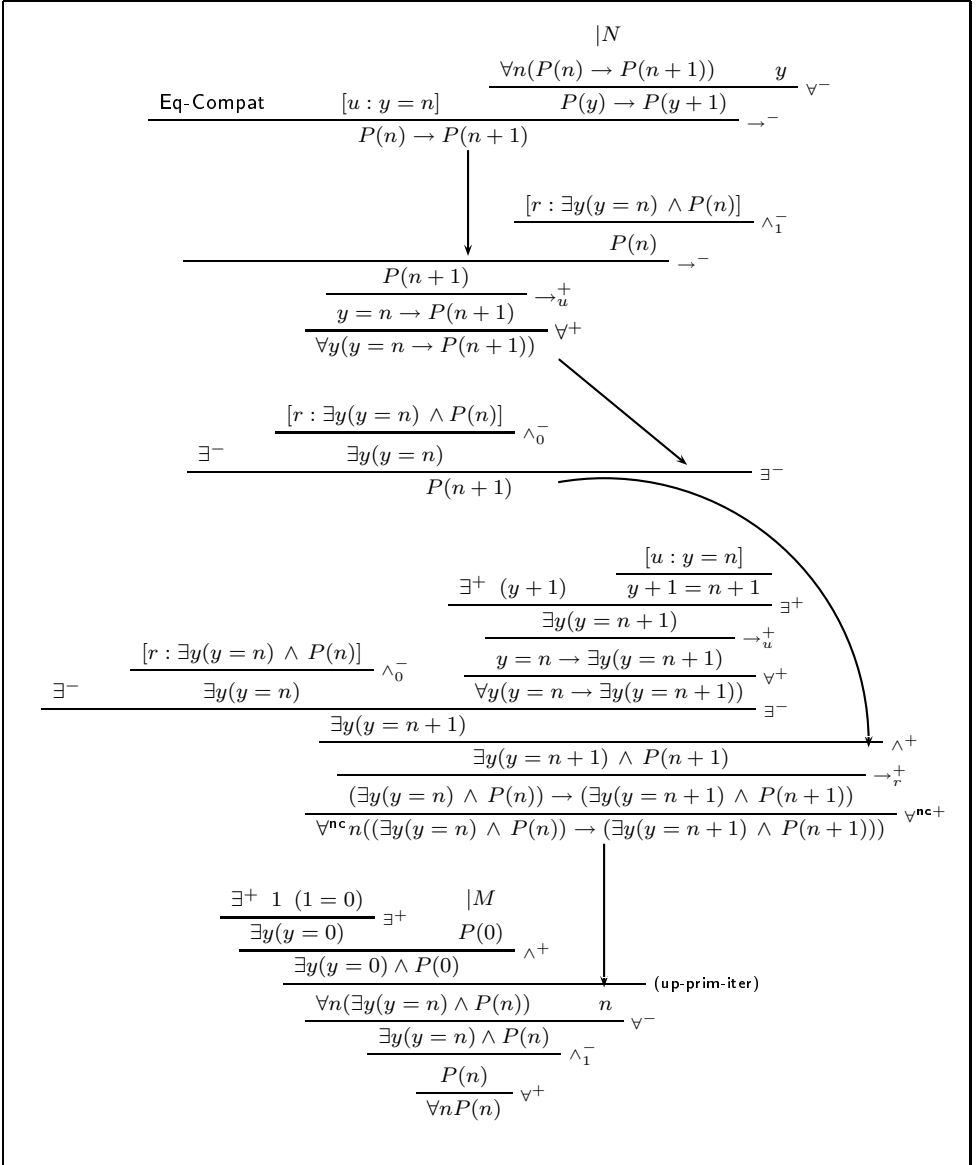 |N
∀n(P(n) → P(n + 1)) y
∀⁻
Eq-Compat [u : y = n] P(y) → P(y + 1)
→⁻
P(n) → P(n + 1)
[r : ∃y(y = n) ∧ P(n)]
∧₁⁻
P(n)
→⁻
P(n + 1)
→ᵤ⁺
y = n → P(n + 1)
∀⁺
∀y(y = n → P(n + 1))
[r : ∃y(y = n) ∧ P(n)]
∧₀⁻
∃⁻ ∃y(y = n)
∃⁻
P(n + 1)
[u : y = n]
∃⁺ (y + 1) y + 1 = n + 1
∃⁺
∃y(y = n + 1)
→ᵤ⁺
[r : ∃y(y = n) ∧ P(n)] y = n → ∃y(y = n + 1)
∧₀⁻ ∀⁺
∃⁻ ∃y(y = n) ∀y(y = n → ∃y(y = n + 1))
∃⁻
∃y(y = n + 1)
∧⁺
∃y(y = n + 1) ∧ P(n + 1)
→ᵣ⁺
(∃y(y = n) ∧ P(n)) → (∃y(y = n + 1) ∧ P(n + 1))
∀ⁿᶜ⁺
∀ⁿᶜn((∃y(y = n) ∧ P(n)) → (∃y(y = n + 1) ∧ P(n + 1)))
∃⁺ 1 (1 = 0) |M
∃⁺
∃y(y = 0) P(0)
∧⁺
∃y(y = 0) ∧ P(0)
(up-prim-iter)
∀n(∃y(y = n) ∧ P(n)) n
∀⁻
∃y(y = n) ∧ P(n)
∧₁⁻
P(n)
∀⁺
∀nP(n)